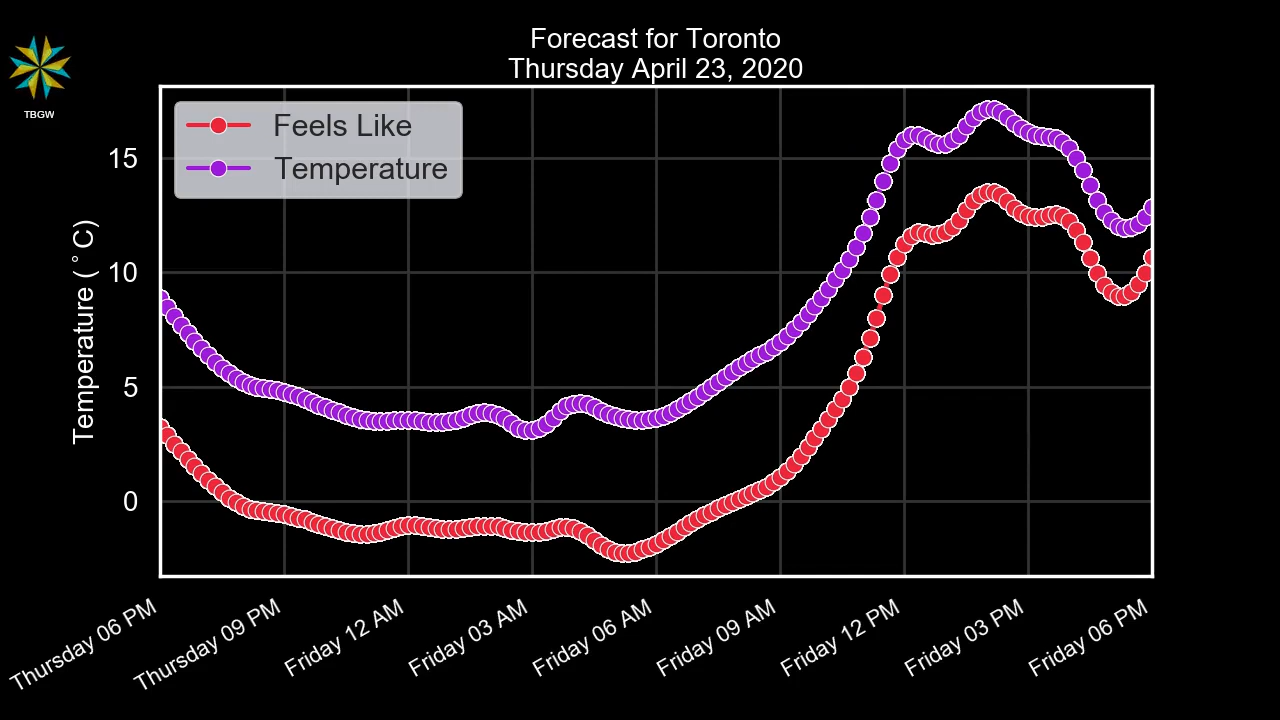 Forecast for Toronto
Thursday April 23, 2020
TBGW
Feels Like
Temperature
Temperature ( ° C)
15
10
5
0
Thursday 06 PM
Thursday 09 PM
Friday 12 AM
Friday 03 AM
Friday 06 AM
Friday 09 AM
Friday 12 PM
Friday 03 PM
Friday 06 PM